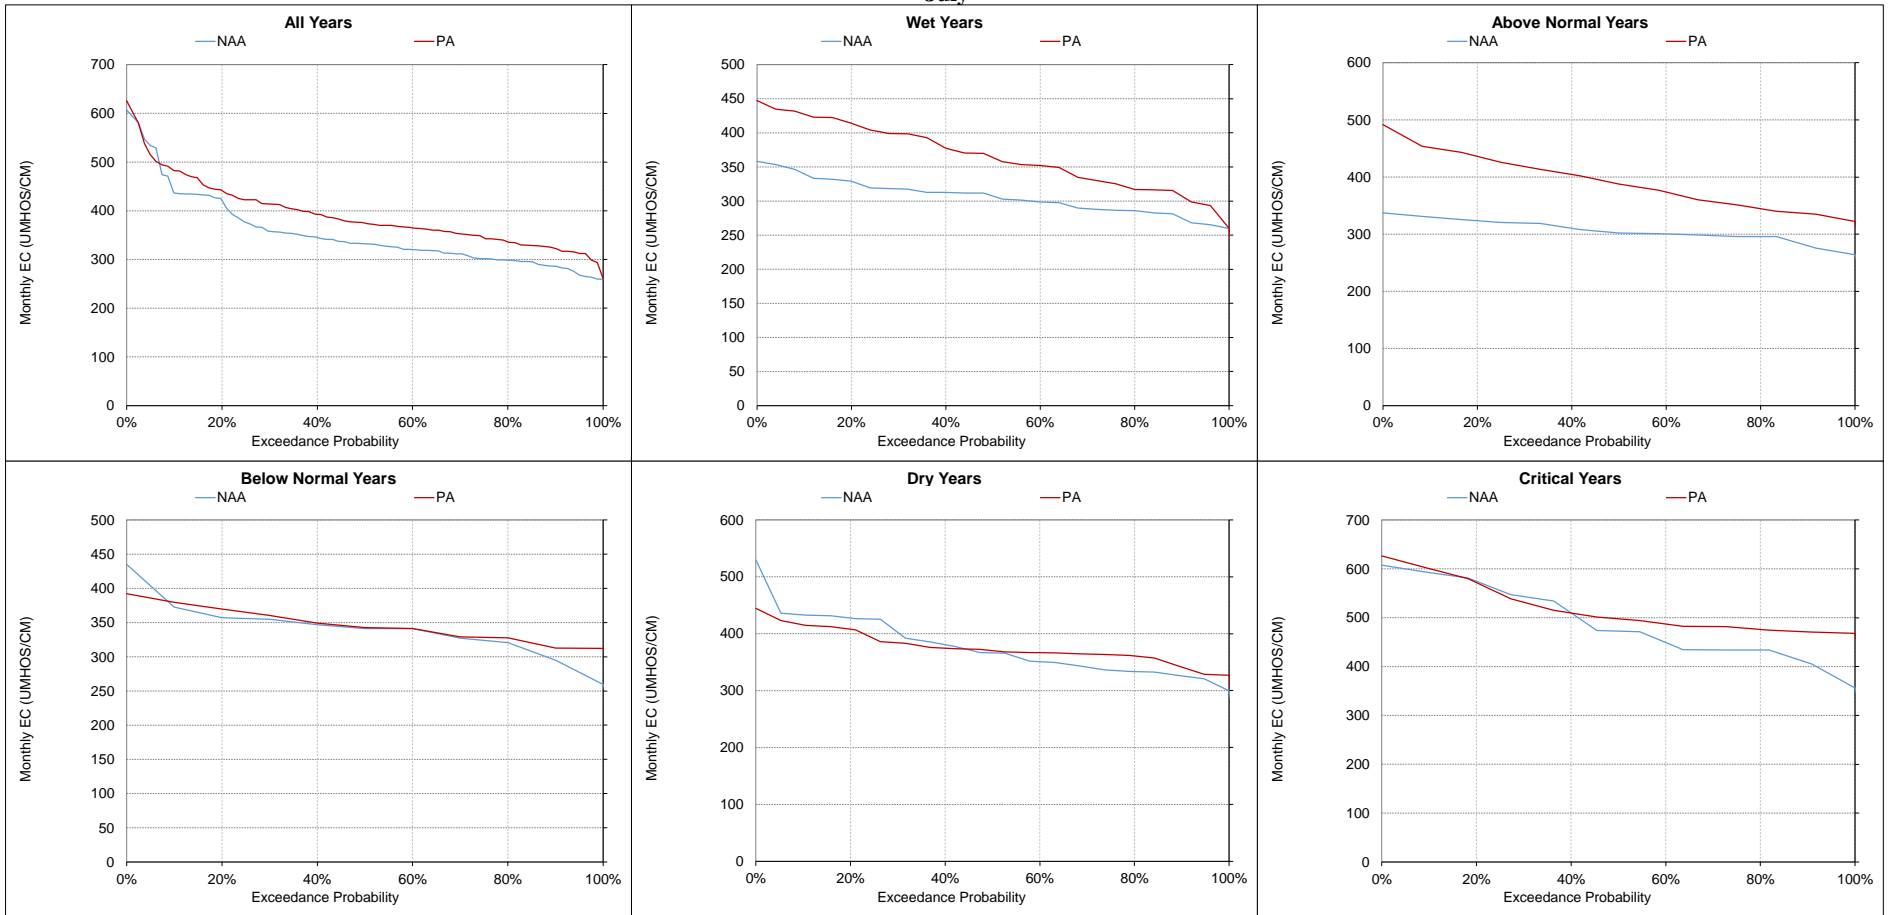 July
All Years
NAA PA
700
600
500
400
300
200
100
0
0% 20% 40% 60% 80% 100%
Monthly EC (UMHOS/CM)
Exceedance Probability
Wet Years
NAA PA
500
450
400
350
300
250
200
150
100
50
0
0% 20% 40% 60% 80% 100%
Monthly EC (UMHOS/CM)
Exceedance Probability
Above Normal Years
NAA PA
600
500
400
300
200
100
0
0% 20% 40% 60% 80% 100%
Monthly EC (UMHOS/CM)
Exceedance Probability
Below Normal Years
NAA PA
500
450
400
350
300
250
200
150
100
50
0
0% 20% 40% 60% 80% 100%
Monthly EC (UMHOS/CM)
Exceedance Probability
Dry Years
NAA PA
600
500
400
300
200
100
0
0% 20% 40% 60% 80% 100%
Monthly EC (UMHOS/CM)
Exceedance Probability
Critical Years
NAA PA
700
600
500
400
300
200
100
0
0% 20% 40% 60% 80% 100%
Monthly EC (UMHOS/CM)
Exceedance Probability